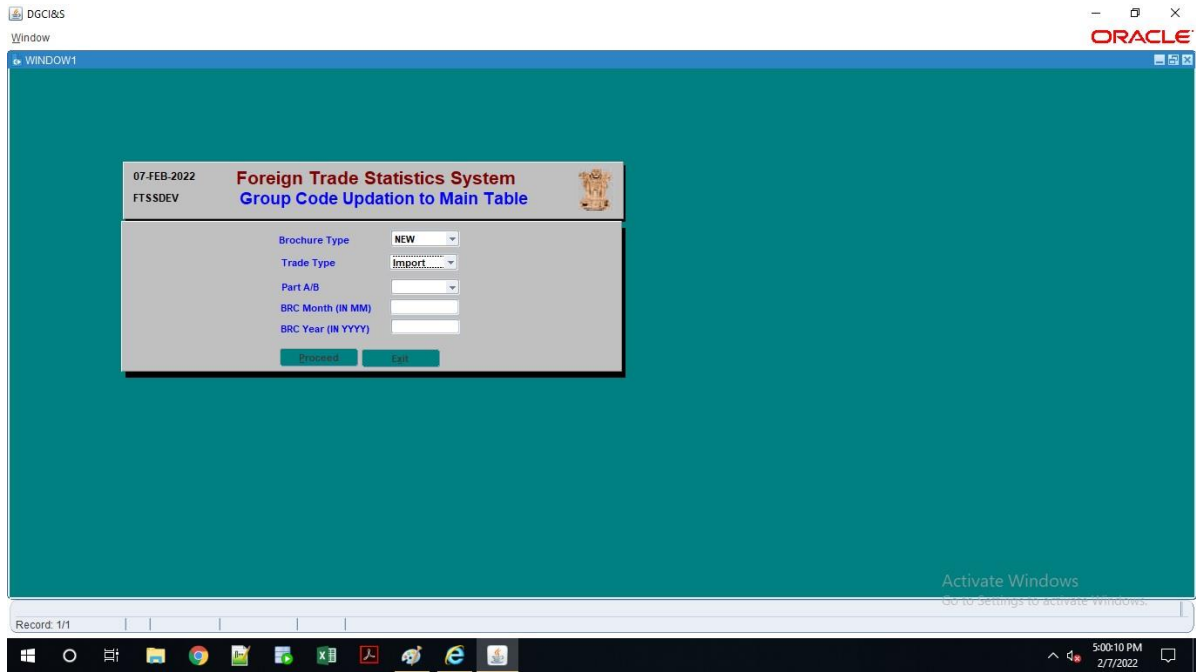 DGCI&S
Window
ORACLE
WINDOW1
07-FEB-2022
Foreign Trade Statistics System
FTSSDEV
Group Code Updation to Main Table
Brochure Type
NEW
Trade Type
Import
Part A/B
BRC Month (IN MM)
BRC Year (IN YYYY)
Proceed
Exit
Activate Windows
Go to Settings to activate Windows.
Record: 1/1
5:00:10 PM
2/7/2022